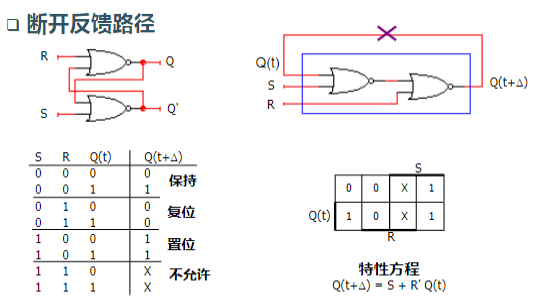 ❑ 断开反馈路径
R
Q
S
Q'
Q(t)
S
R
Q(t+Δ)
S R Q(t) Q(t+Δ)
0 0 0 0
0 0 1 1
保持
0 1 0 0
0 1 1 0
复位
1 0 0 1
1 0 1 1
置位
1 1 0 X
1 1 1 X
不允许
S
0 0 X 1
Q(t) 1 0 X 1
R
特性方程
Q(t+Δ) = S + R' Q(t)